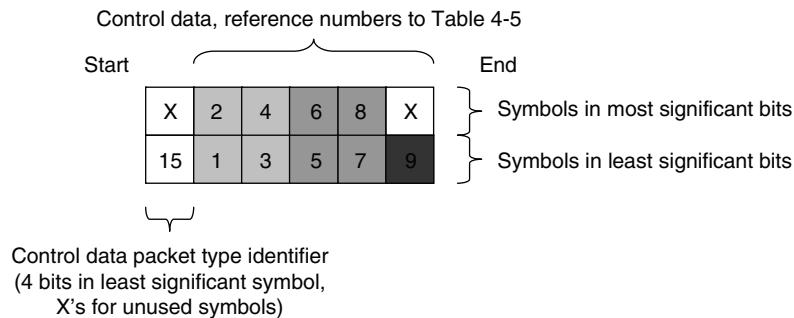 Control data, reference numbers to Table 4-5
Start
End
X 2 4 6 8 X
Symbols in most significant bits
15 1 3 5 7 9
Symbols in least significant bits
Control data packet type identifier
(4 bits in least significant symbol,
X's for unused symbols)